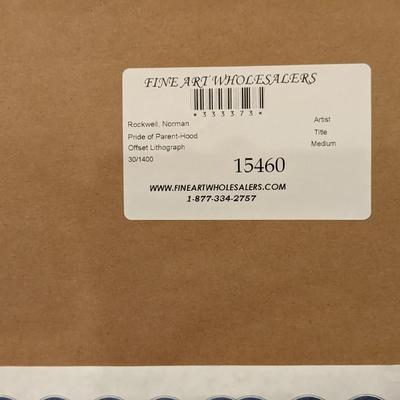 FINE ART WHOLESALERS
*333373*
Rockwell, Norman Artist
Pride of Parent-Hood Title
Offset Lithograph Medium
30/1400
15460
WWW.FINEARTWHOLESALERS.COM
1-877-334-2757